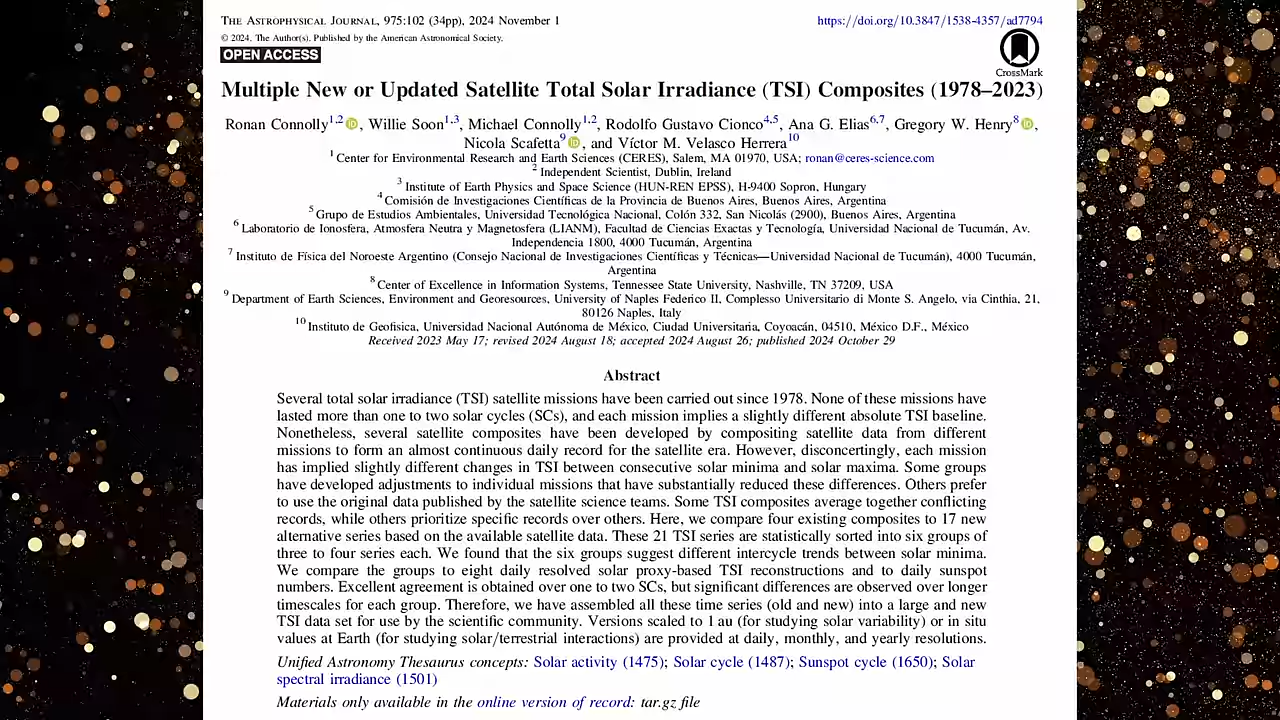 THE ASTROPHYSICAL JOURNAL, 975:102 (34pp), 2024 November 1
https://doi.org/10.3847/1538-4357/ad7794
© 2024. The Author(s). Published by the American Astronomical Society.
OPEN ACCESS
CrossMark
Multiple New or Updated Satellite Total Solar Irradiance (TSI) Composites (1978–2023)
Ronan Connolly1,2 iD, Willie Soon1,3, Michael Connolly1,2, Rodolfo Gustavo Cionco4,5, Ana G. Elias6,7, Gregory W. Henry8 iD,
Nicola Scafetta9 iD, and Víctor M. Velasco Herrera10
1 Center for Environmental Research and Earth Sciences (CERES), Salem, MA 01970, USA; ronan@ceres-science.com
2 Independent Scientist, Dublin, Ireland
3 Institute of Earth Physics and Space Science (HUN-REN EPSS), H-9400 Sopron, Hungary
4 Comisión de Investigaciones Científicas de la Provincia de Buenos Aires, Buenos Aires, Argentina
5 Grupo de Estudios Ambientales, Universidad Tecnológica Nacional, Colón 332, San Nicolás (2900), Buenos Aires, Argentina
6 Laboratorio de Ionosfera, Atmosfera Neutra y Magnetosfera (LIANM), Facultad de Ciencias Exactas y Tecnología, Universidad Nacional de Tucumán, Av.
Independencia 1800, 4000 Tucumán, Argentina
7 Instituto de Física del Noroeste Argentino (Consejo Nacional de Investigaciones Científicas y Técnicas—Universidad Nacional de Tucumán), 4000 Tucumán,
Argentina
8 Center of Excellence in Information Systems, Tennessee State University, Nashville, TN 37209, USA
9 Department of Earth Sciences, Environment and Georesources, University of Naples Federico II, Complesso Universitario di Monte S. Angelo, via Cinthia, 21,
80126 Naples, Italy
10 Instituto de Geofisica, Universidad Nacional Autónoma de México, Ciudad Universitaria, Coyoacán, 04510, México D.F., México
Received 2023 May 17; revised 2024 August 18; accepted 2024 August 26; published 2024 October 29
Abstract
Several total solar irradiance (TSI) satellite missions have been carried out since 1978. None of these missions have
lasted more than one to two solar cycles (SCs), and each mission implies a slightly different absolute TSI baseline.
Nonetheless, several satellite composites have been developed by compositing satellite data from different
missions to form an almost continuous daily record for the satellite era. However, disconcertingly, each mission
has implied slightly different changes in TSI between consecutive solar minima and solar maxima. Some groups
have developed adjustments to individual missions that have substantially reduced these differences. Others prefer
to use the original data published by the satellite science teams. Some TSI composites average together conflicting
records, while others prioritize specific records over others. Here, we compare four existing composites to 17 new
alternative series based on the available satellite data. These 21 TSI series are statistically sorted into six groups of
three to four series each. We found that the six groups suggest different intercycle trends between solar minima.
We compare the groups to eight daily resolved solar proxy-based TSI reconstructions and to daily sunspot
numbers. Excellent agreement is obtained over one to two SCs, but significant differences are observed over longer
timescales for each group. Therefore, we have assembled all these time series (old and new) into a large and new
TSI data set for use by the scientific community. Versions scaled to 1 au (for studying solar variability) or in situ
values at Earth (for studying solar/terrestrial interactions) are provided at daily, monthly, and yearly resolutions.
Unified Astronomy Thesaurus concepts: Solar activity (1475); Solar cycle (1487); Sunspot cycle (1650); Solar
spectral irradiance (1501)
Materials only available in the online version of record: tar.gz file